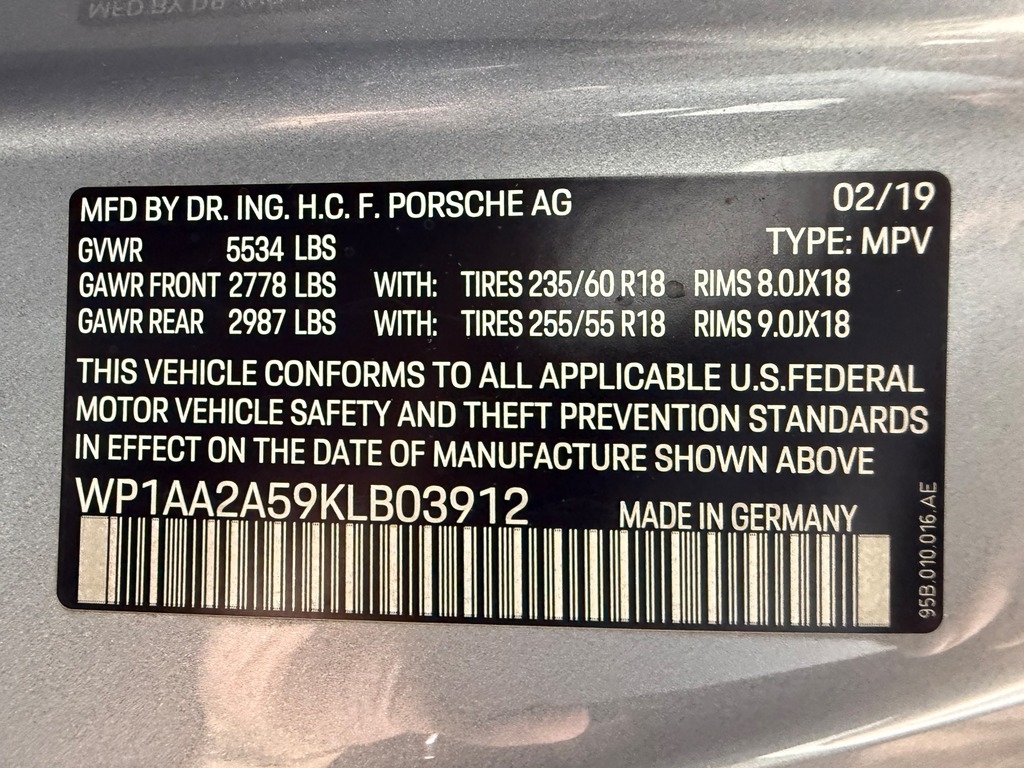 MFD BY DR. ING. H.C. F. PORSCHE AG 02/19
GVWR 5534 LBS TYPE: MPV
GAWR FRONT 2778 LBS WITH: TIRES 235/60 R18 RIMS 8.0JX18
GAWR REAR 2987 LBS WITH: TIRES 255/55 R18 RIMS 9.0JX18
THIS VEHICLE CONFORMS TO ALL APPLICABLE U.S.FEDERAL
MOTOR VEHICLE SAFETY AND THEFT PREVENTION STANDARDS
IN EFFECT ON THE DATE OF MANUFACTURE SHOWN ABOVE
WP1AA2A59KLB03912 MADE IN GERMANY
95B.010.016.AE